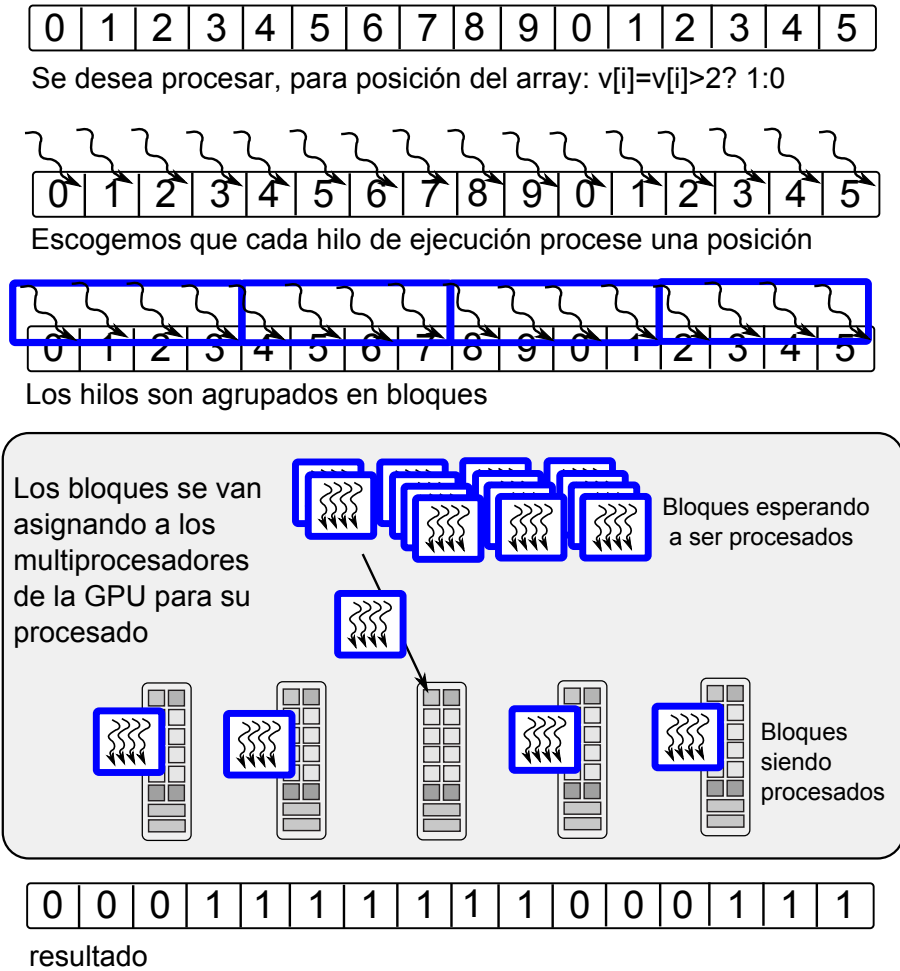 0 1 2 3 4 5 6 7 8 9 0 1 2 3 4 5
Se desea procesar, para posición del array: v[i]=v[i]>2? 1:0
0 1 2 3 4 5 6 7 8 9 0 1 2 3 4 5
Escogemos que cada hilo de ejecución procese una posición
0 1 2 3 4 5 6 7 8 9 0 1 2 3 4 5
Los hilos son agrupados en bloques
Los bloques se van
asignando a los
multiprocesadores
de la GPU para su
procesado
Bloques esperando
a ser procesados
Bloques
siendo
procesados
0 0 0 1 1 1 1 1 1 1 0 0 0 1 1 1
resultado